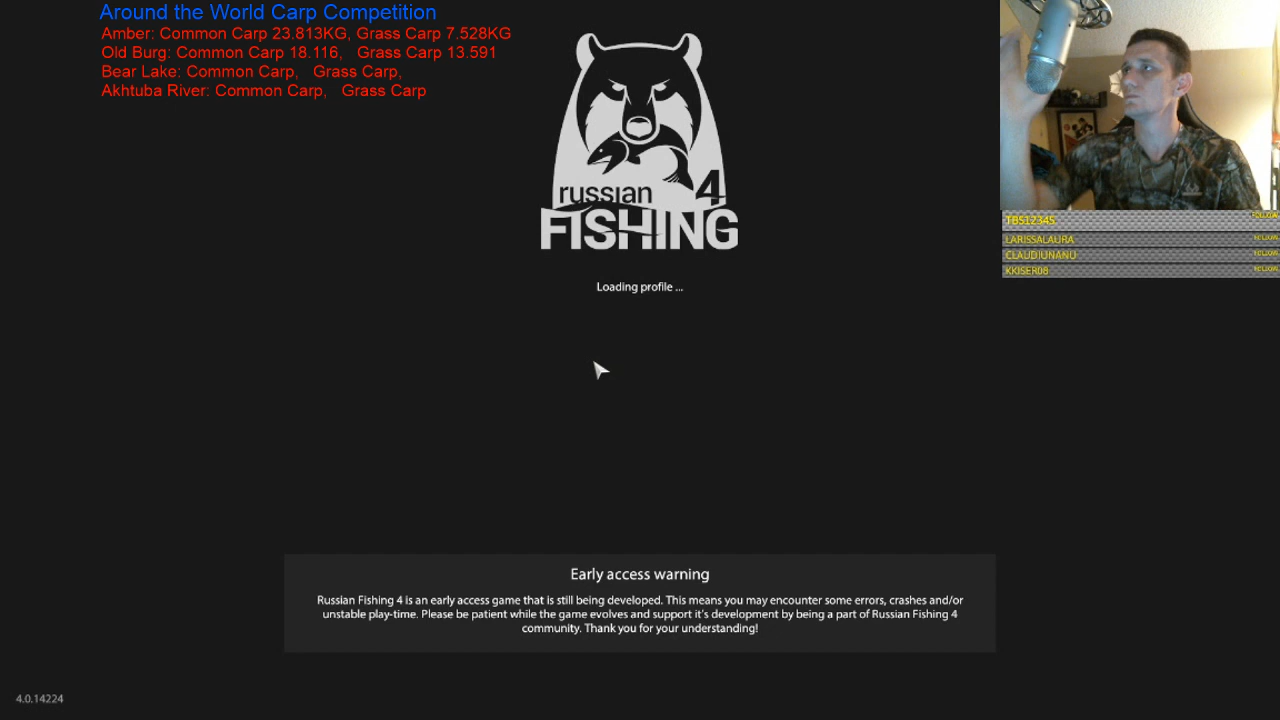 Around the World Carp Competition
Amber: Common Carp 23.813KG, Grass Carp 7.528KG
Old Burg: Common Carp 18.116, Grass Carp 13.591
Bear Lake: Common Carp, Grass Carp,
Akhtuba River: Common Carp, Grass Carp
russian 4
FISHING
TBS12345 FOLLOW
LARISSALAURA FOLLOW
CLAUDIUNANU FOLLOW
KKISER08 FOLLOW
Loading profile ...
Early access warning
Russian Fishing 4 is an early access game that is still being developed. This means you may encounter some errors, crashes and/or
unstable play-time. Please be patient while the game evolves and support it's development by being a part of Russian Fishing 4
community. Thank you for your understanding!
4.0.14224